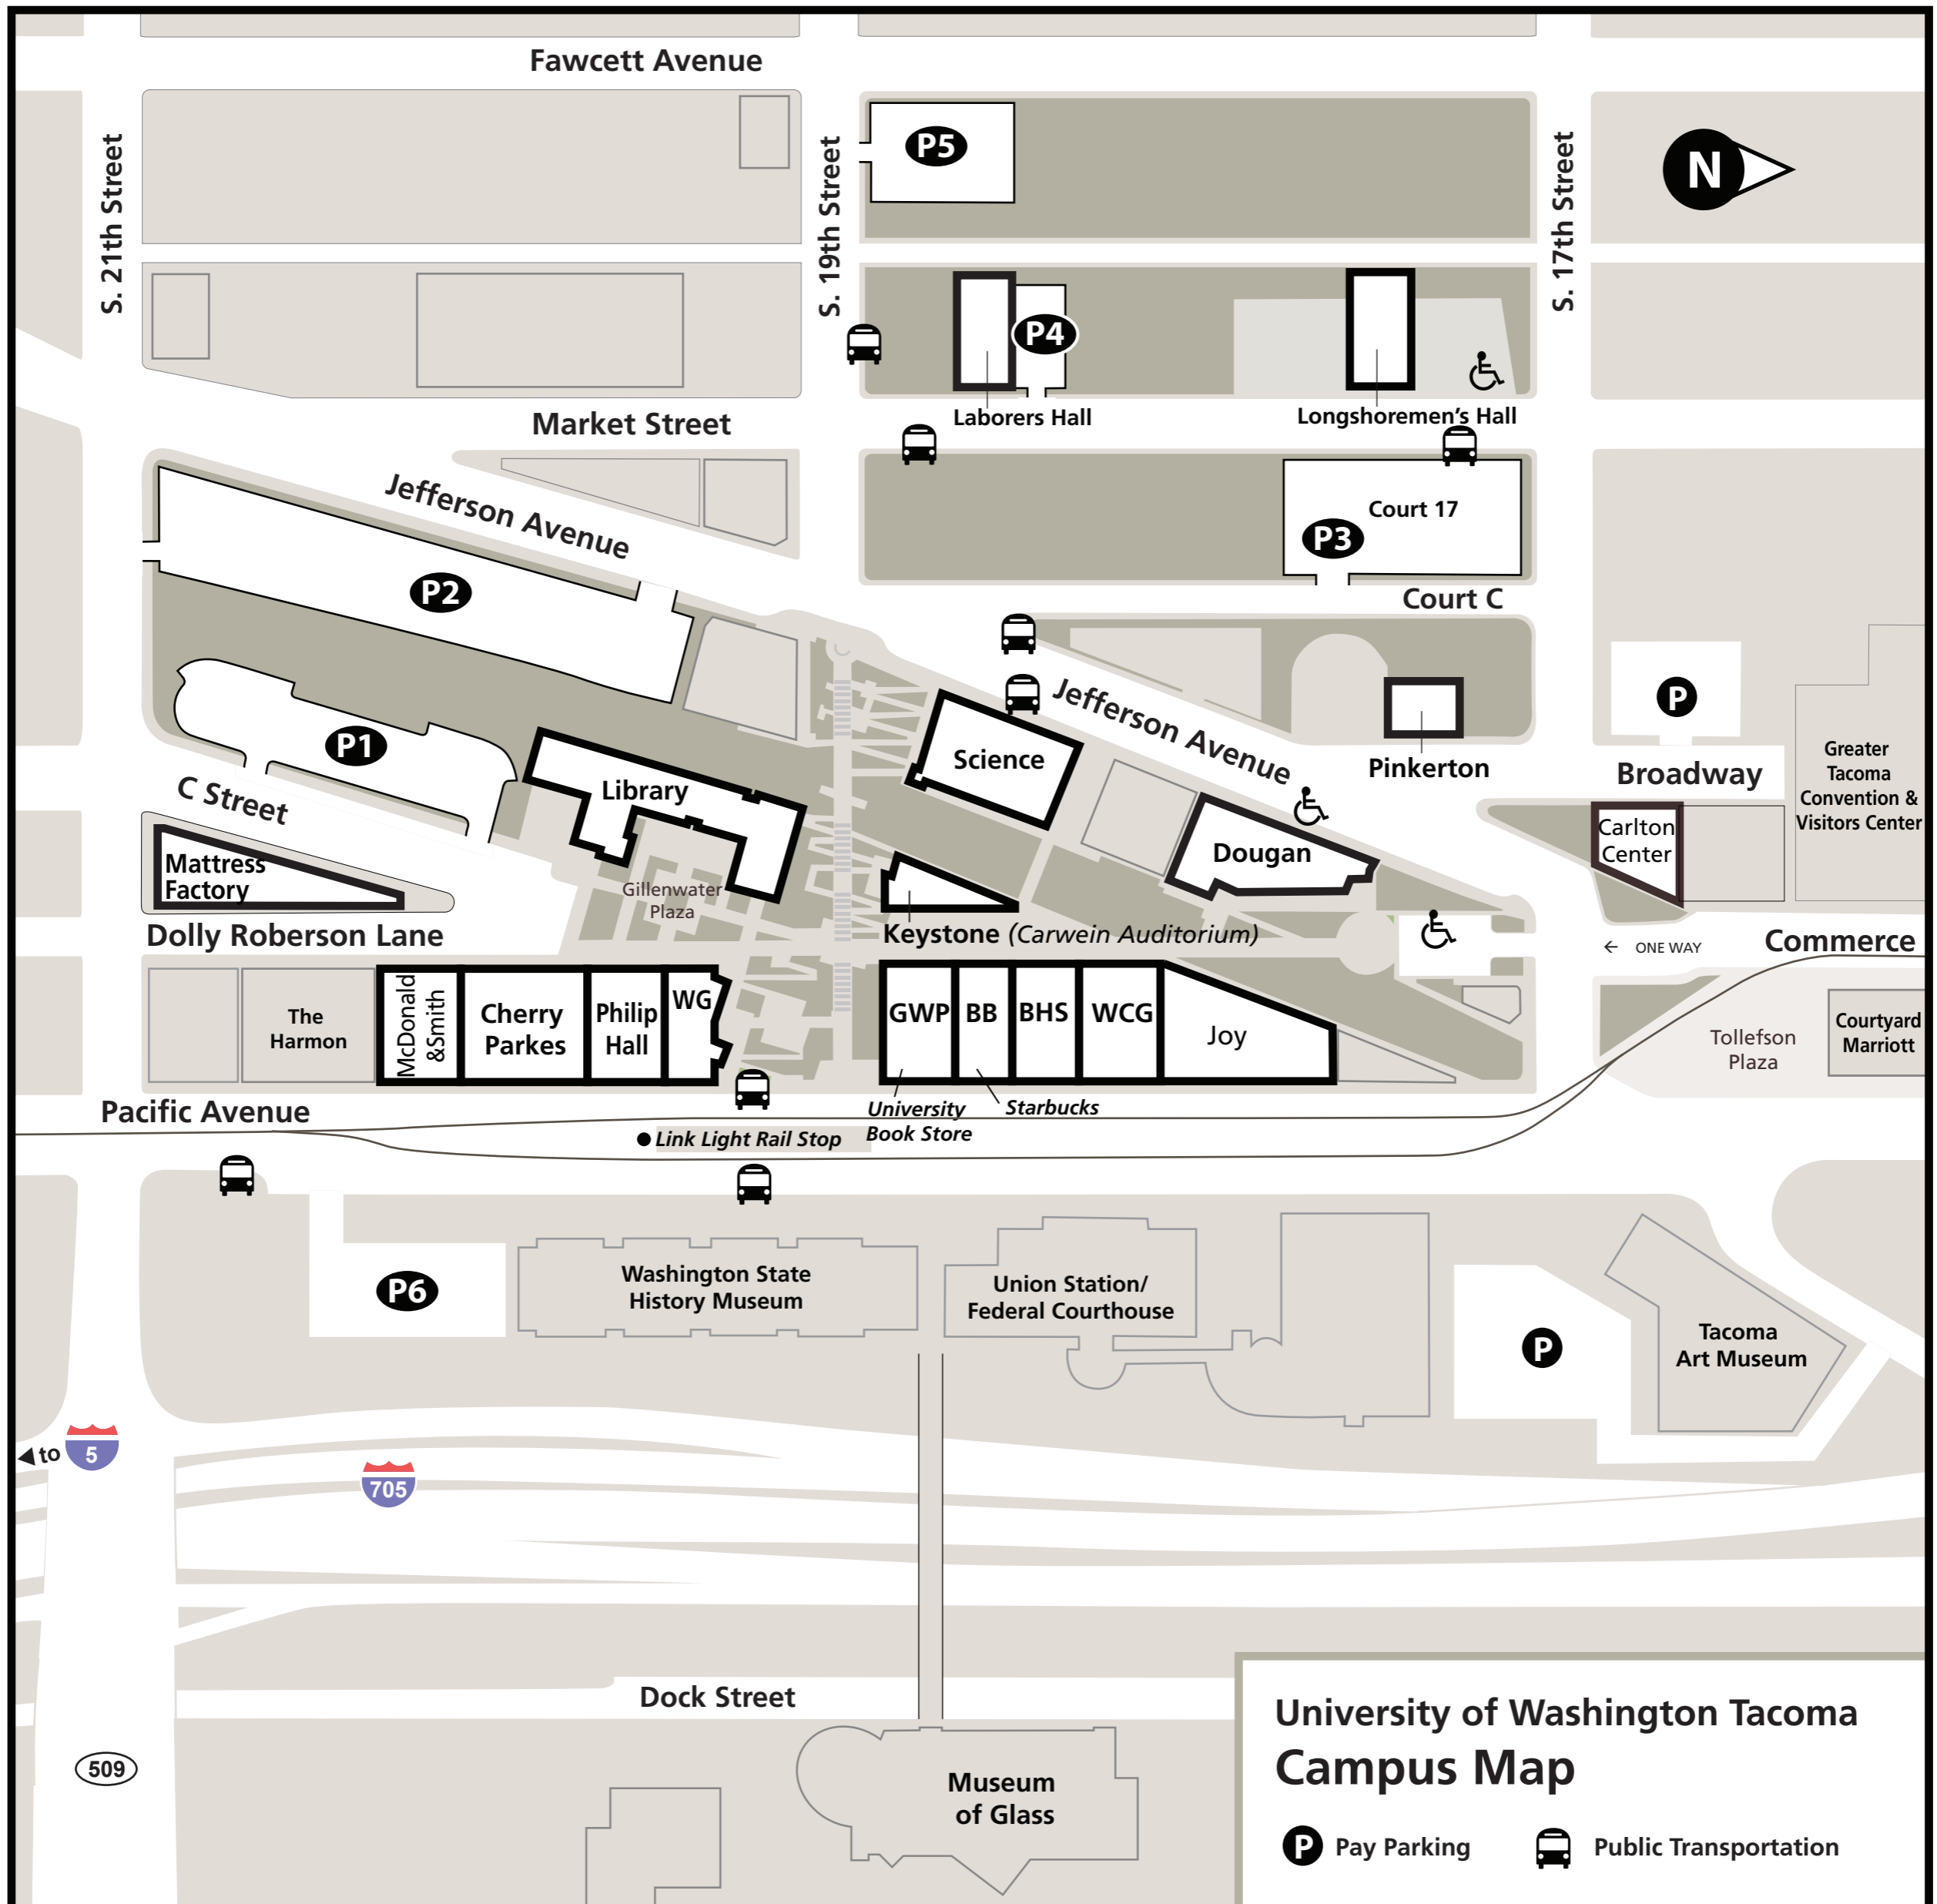 Fawcett Avenue
S. 21th Street
S. 19th Street
S. 17th Street
P5
N
P4
Laborers Hall
Longshoremen's Hall
Market Street
Jefferson Avenue
Court 17
P3
Court C
P2
P1
C Street
Library
Science
Jefferson Avenue
Pinkerton
P
Broadway
Greater
Tacoma
Convention &
Visitors Center
Carlton
Center
Dougan
Mattress
Factory
Gillenwater
Plaza
Dolly Roberson Lane
Keystone (Carwein Auditorium)
← ONE WAY
Commerce
The
Harmon
McDonald
&Smith
Cherry
Parkes
Philip
Hall
WG
GWP
BB
BHS
WCG
Joy
Tollefson
Plaza
Courtyard
Marriott
Pacific Avenue
University
Book Store
Starbucks
Link Light Rail Stop
P6
Washington State
History Museum
Union Station/
Federal Courthouse
P
Tacoma
Art Museum
to 5
705
Dock Street
509
Museum
of Glass
University of Washington Tacoma
Campus Map
P Pay Parking
Public Transportation